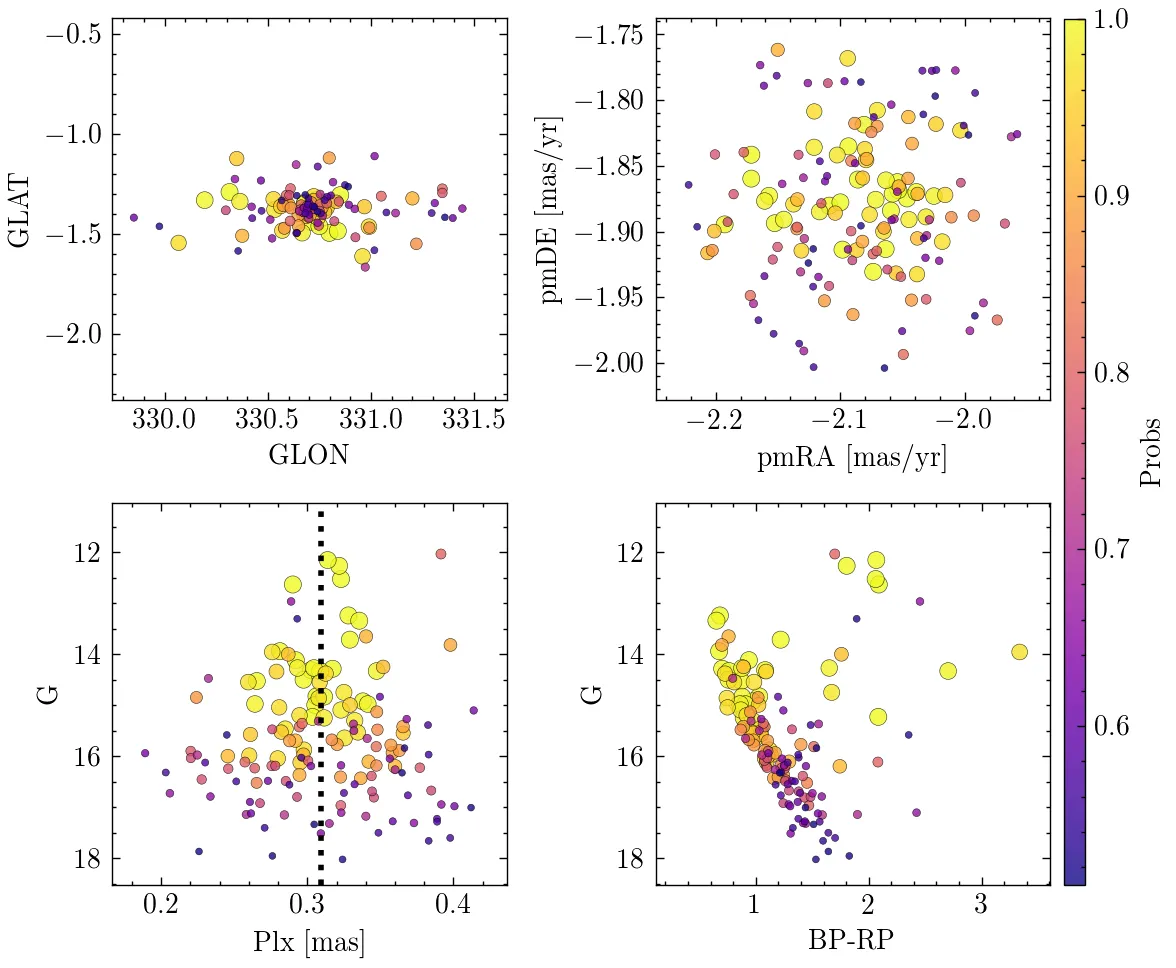 −0.5
−1.0
−1.5
−2.0
GLAT
330.0 330.5 331.0 331.5
GLON
−1.75
−1.80
−1.85
−1.90
−1.95
−2.00
pmDE [mas/yr]
−2.2 −2.1 −2.0
pmRA [mas/yr]
1.0
0.9
0.8
0.7
0.6
Probs
12
14
16
18
G
0.2 0.3 0.4
Plx [mas]
12
14
16
18
G
1 2 3
BP-RP